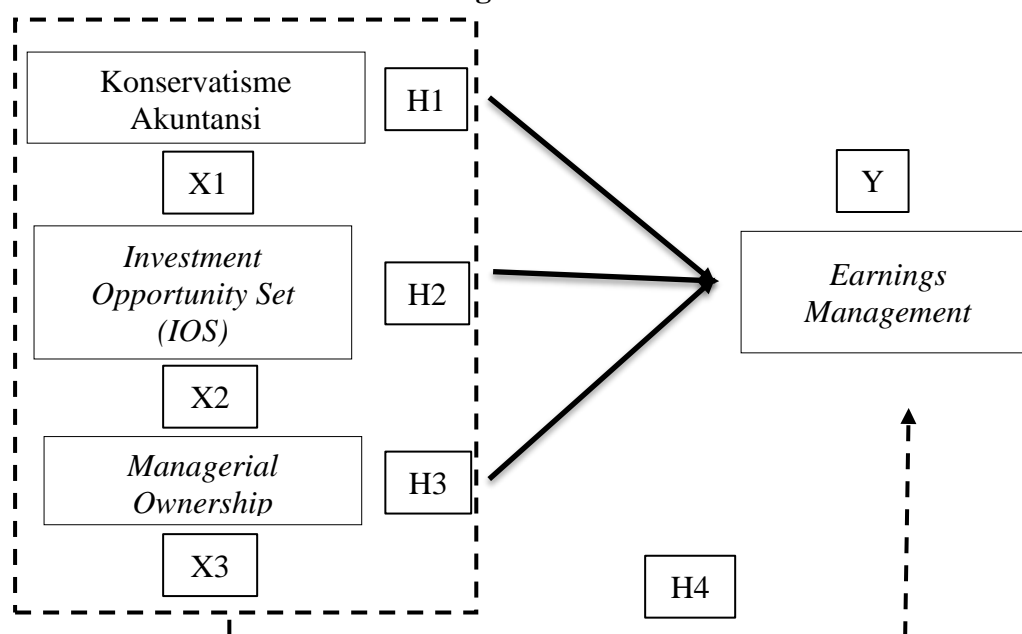 Konservatisme
Akuntansi
H1
X1
Y
Investment
Opportunity Set
(IOS)
H2
Earnings
Management
X2
Managerial
Ownership
H3
X3
H4